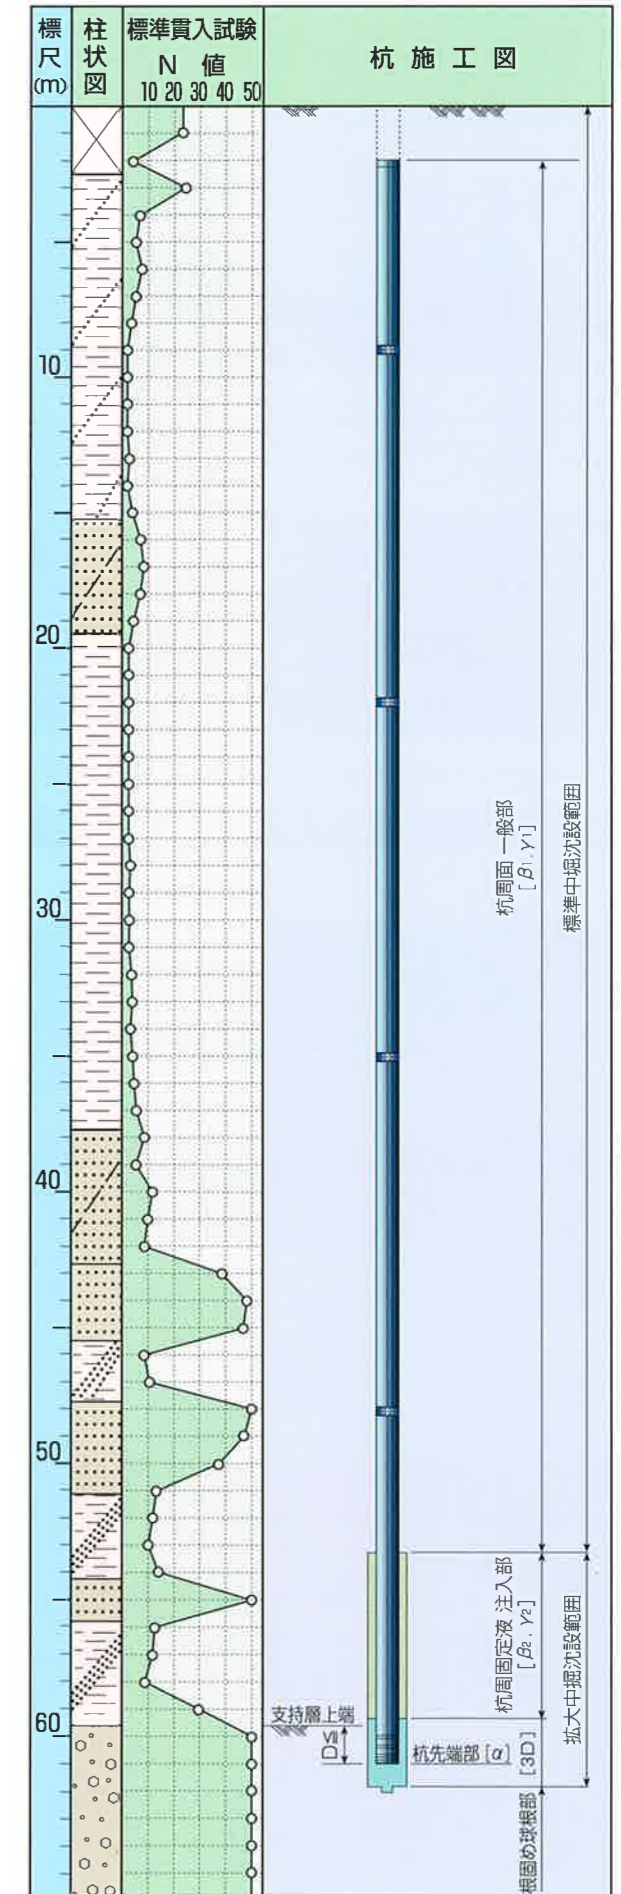 標尺(m)
柱状図
標準貫入試験
N 値
10 20 30 40 50
杭施工図
10
20
30
40
50
60
杭周面 一般部
[β1, γ1]
標準中掘沈設範囲
杭周固定液 注入部
[β2, γ2]
拡大中掘沈設範囲
支持層上端
D≦
杭先端部 [α]
[3D]
根固め球根部